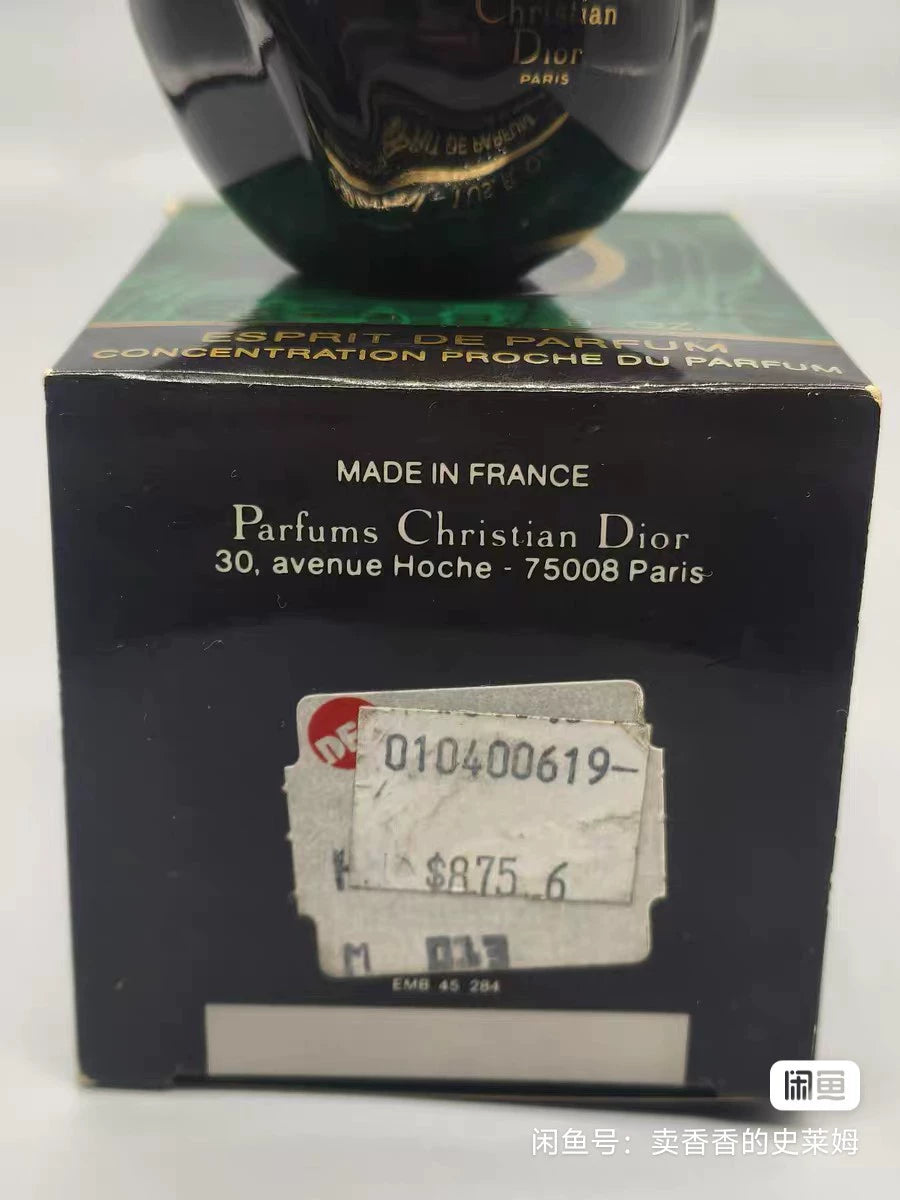 Christian
Dior
PARIS
ESPRIT DE PARFUM
CONCENTRATION PROCHE DU PARFUM
MADE IN FRANCE
Parfums Christian Dior
30, avenue Hoche - 75008 Paris
DE
010400619-
$875 6
M 013
EMB 45 284
闲鱼
闲鱼号：卖香香的史莱姆